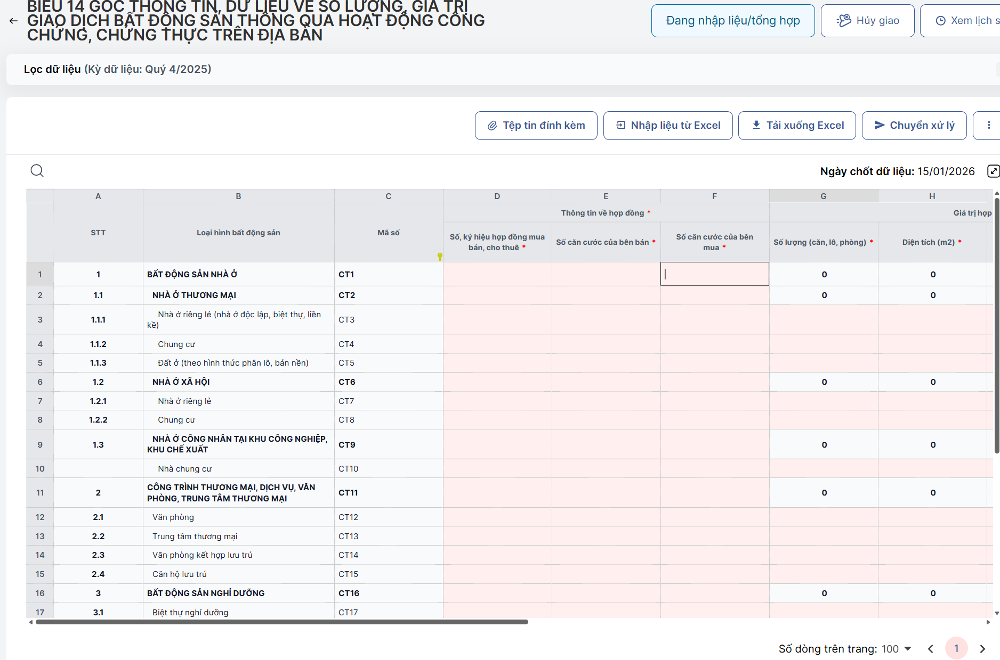 BIỂU 14 GỐC THÔNG TIN, DỮ LIỆU VỀ SỐ LƯỢNG, GIÁ TRỊ
GIAO DỊCH BẤT ĐỘNG SẢN THÔNG QUA HOẠT ĐỘNG CÔNG
CHỨNG, CHỨNG THỰC TRÊN ĐỊA BÀN
Đang nhập liệu/tổng hợp
Hủy giao
Xem lịch s
Lọc dữ liệu (Kỳ dữ liệu: Quý 4/2025)
Tệp tin đính kèm
Nhập liệu từ Excel
Tải xuống Excel
Chuyển xử lý
Ngày chốt dữ liệu: 15/01/2026
A B C D E F G H
Thông tin về hợp đồng *
Giá trị hợp
STT
Loại hình bất động sản
Mã số
Số, ký hiệu hợp đồng mua
bán, cho thuê *
Số căn cước của bên bán *
Số căn cước của bên
mua *
Số lượng (căn, lô, phòng) *
Diện tích (m2) *
1 1 BẤT ĐỘNG SẢN NHÀ Ở CT1 0 0
2 1.1 NHÀ Ở THƯƠNG MẠI CT2 0 0
3 1.1.1 Nhà ở riêng lẻ (nhà ở độc lập, biệt thự, liền
kề) CT3
4 1.1.2 Chung cư CT4
5 1.1.3 Đất ở (theo hình thức phân lô, bán nền) CT5
6 1.2 NHÀ Ở XÃ HỘI CT6 0 0
7 1.2.1 Nhà ở riêng lẻ CT7
8 1.2.2 Chung cư CT8
9 1.3 NHÀ Ở CÔNG NHÂN TẠI KHU CÔNG NGHIỆP,
KHU CHẾ XUẤT CT9 0 0
10 Nhà chung cư CT10
11 2 CÔNG TRÌNH THƯƠNG MẠI, DỊCH VỤ, VĂN
PHÒNG, TRUNG TÂM THƯƠNG MẠI CT11 0 0
12 2.1 Văn phòng CT12
13 2.2 Trung tâm thương mại CT13
14 2.3 Văn phòng kết hợp lưu trú CT14
15 2.4 Căn hộ lưu trú CT15
16 3 BẤT ĐỘNG SẢN NGHỈ DƯỠNG CT16 0 0
17 3.1 Biệt thự nghỉ dưỡng CT17
Số dòng trên trang: 100
1